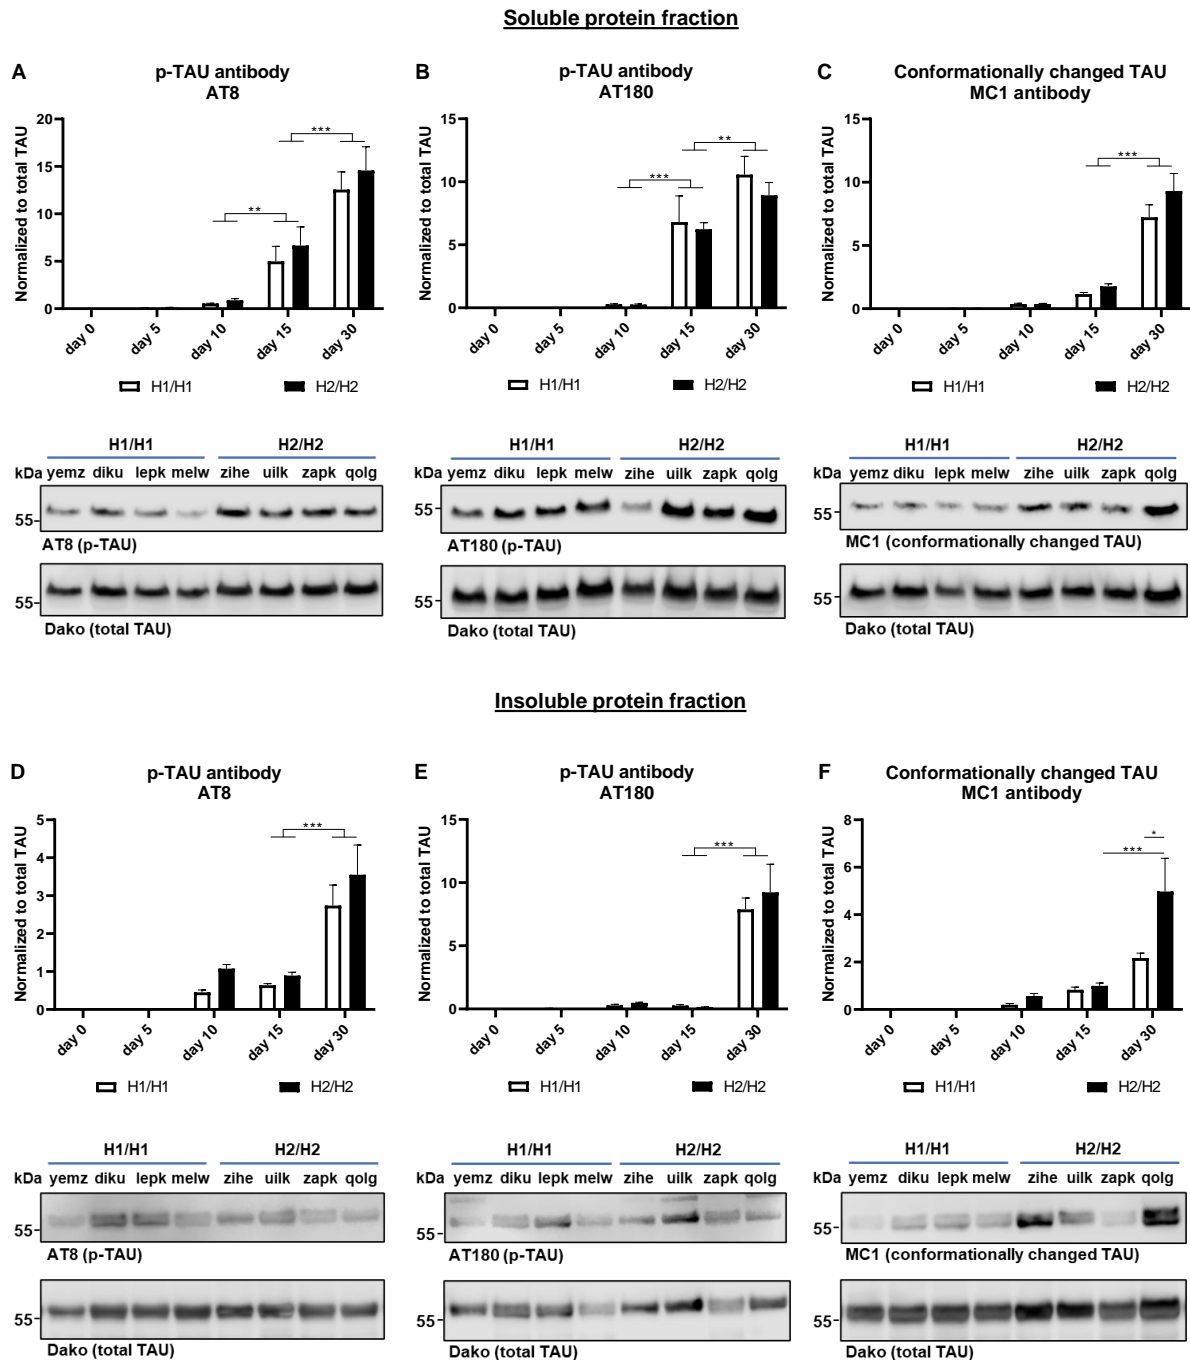 Soluble protein fraction
A
p-TAU antibody
AT8
Normalized to total TAU
20
15
10
5
0
***
**
day 0
day 5
day 10
day 15
day 30
H1/H1
H2/H2
H1/H1
H2/H2
kDa yemz diku lepk melw zihe uilk zapk qolg
55-
AT8 (p-TAU)
55-
Dako (total TAU)
B
p-TAU antibody
AT180
Normalized to total TAU
15
10
5
0
**
***
day 0
day 5
day 10
day 15
day 30
H1/H1
H2/H2
H1/H1
H2/H2
kDa yemz diku lepk melw zihe uilk zapk qolg
55-
AT180 (p-TAU)
55-
Dako (total TAU)
C
Conformationally changed TAU
MC1 antibody
Normalized to total TAU
15
10
5
0
***
day 0
day 5
day 10
day 15
day 30
H1/H1
H2/H2
H1/H1
H2/H2
kDa yemz diku lepk melw zihe uilk zapk qolg
55-
MC1 (conformationally changed TAU)
55-
Dako (total TAU)
Insoluble protein fraction
D
p-TAU antibody
AT8
Normalized to total TAU
5
4
3
2
1
0
***
day 0
day 5
day 10
day 15
day 30
H1/H1
H2/H2
H1/H1
H2/H2
kDa yemz diku lepk melw zihe uilk zapk qolg
55-
AT8 (p-TAU)
55-
Dako (total TAU)
E
p-TAU antibody
AT180
Normalized to total TAU
15
10
5
0
***
day 0
day 5
day 10
day 15
day 30
H1/H1
H2/H2
H1/H1
H2/H2
kDa yemz diku lepk melw zihe uilk zapk qolg
55-
AT180 (p-TAU)
55-
Dako (total TAU)
F
Conformationally changed TAU
MC1 antibody
Normalized to total TAU
8
6
4
2
0
*
***
day 0
day 5
day 10
day 15
day 30
H1/H1
H2/H2
H1/H1
H2/H2
kDa yemz diku lepk melw zihe uilk zapk qolg
55-
MC1 (conformationally changed TAU)
55-
Dako (total TAU)